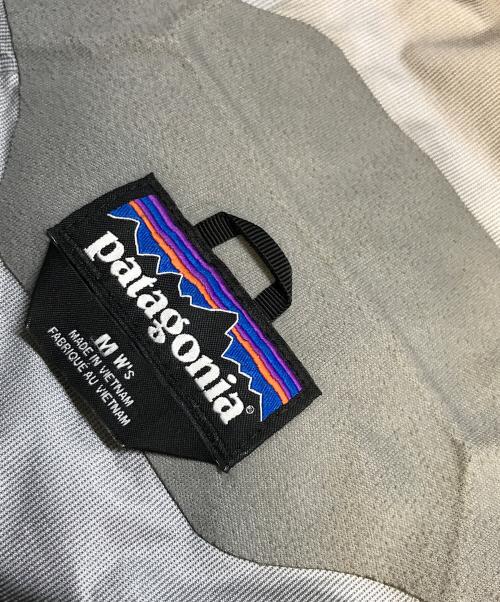 patagonia®
M W's
MADE IN VIETNAM
FABRIQUÉ AU VIETNAM